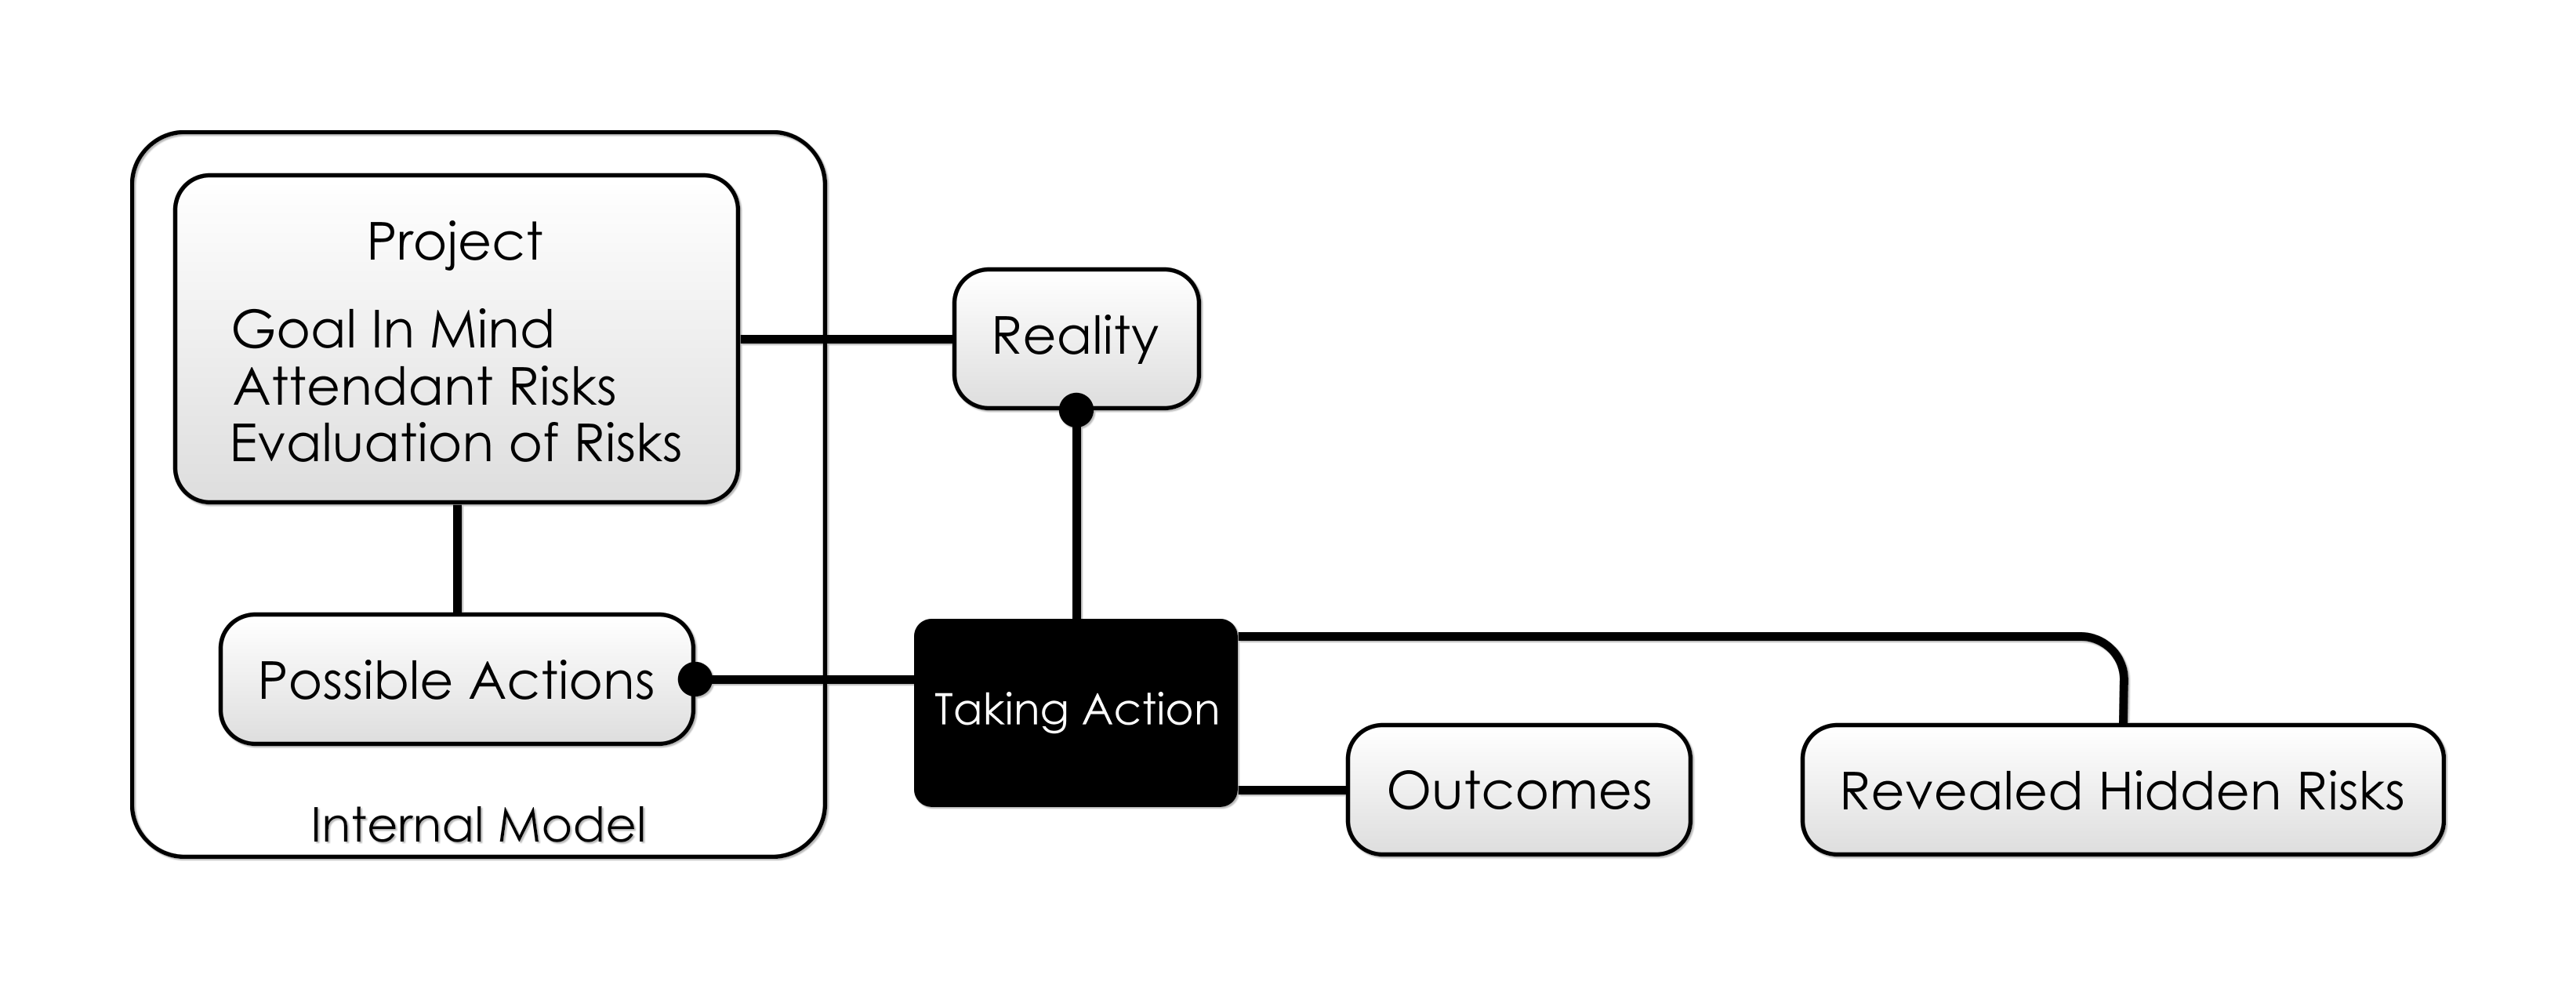 Project
Goal In Mind
Attendant Risks
Evaluation of Risks
Reality
Possible Actions
Taking Action
Outcomes
Revealed Hidden Risks
Internal Model